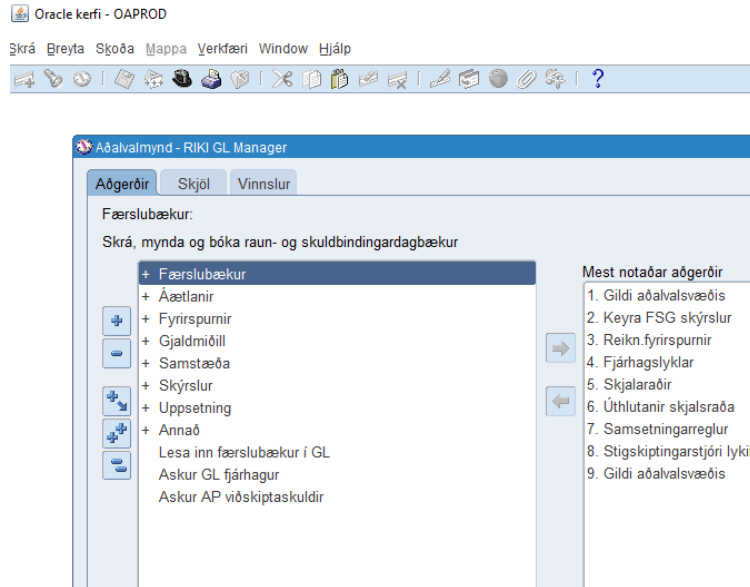 Oracle kerfi - OAPROD
Skrá Breyta Skoða Mappa Verkfæri Window Hjálp
Aðalvalmynd - RIKI GL Manager
Aðgerðir Skjöl Vinnslur
Færslubækur:
Skrá, mynda og bóka raun- og skuldbindingardagbækur
+ Færslubækur
+ Áætlanir
+ Fyrirspurnir
+ Gjaldmiðill
+ Samstæða
+ Skýrslur
+ Uppsetning
+ Annað
Lesa inn færslubækur í GL
Askur GL fjárhagur
Askur AP viðskiptaskuldir
Mest notaðar aðgerðir
1. Gildi aðalvalsvæðis
2. Keyra FSG skýrslur
3. Reikn.fyrirspurnir
4. Fjárhagslyklar
5. Skjalaraðir
6. Úthlutanir skjalsraða
7. Samsetningarreglur
8. Stigskiptingarstjóri lyki
9. Gildi aðalvalsvæðis